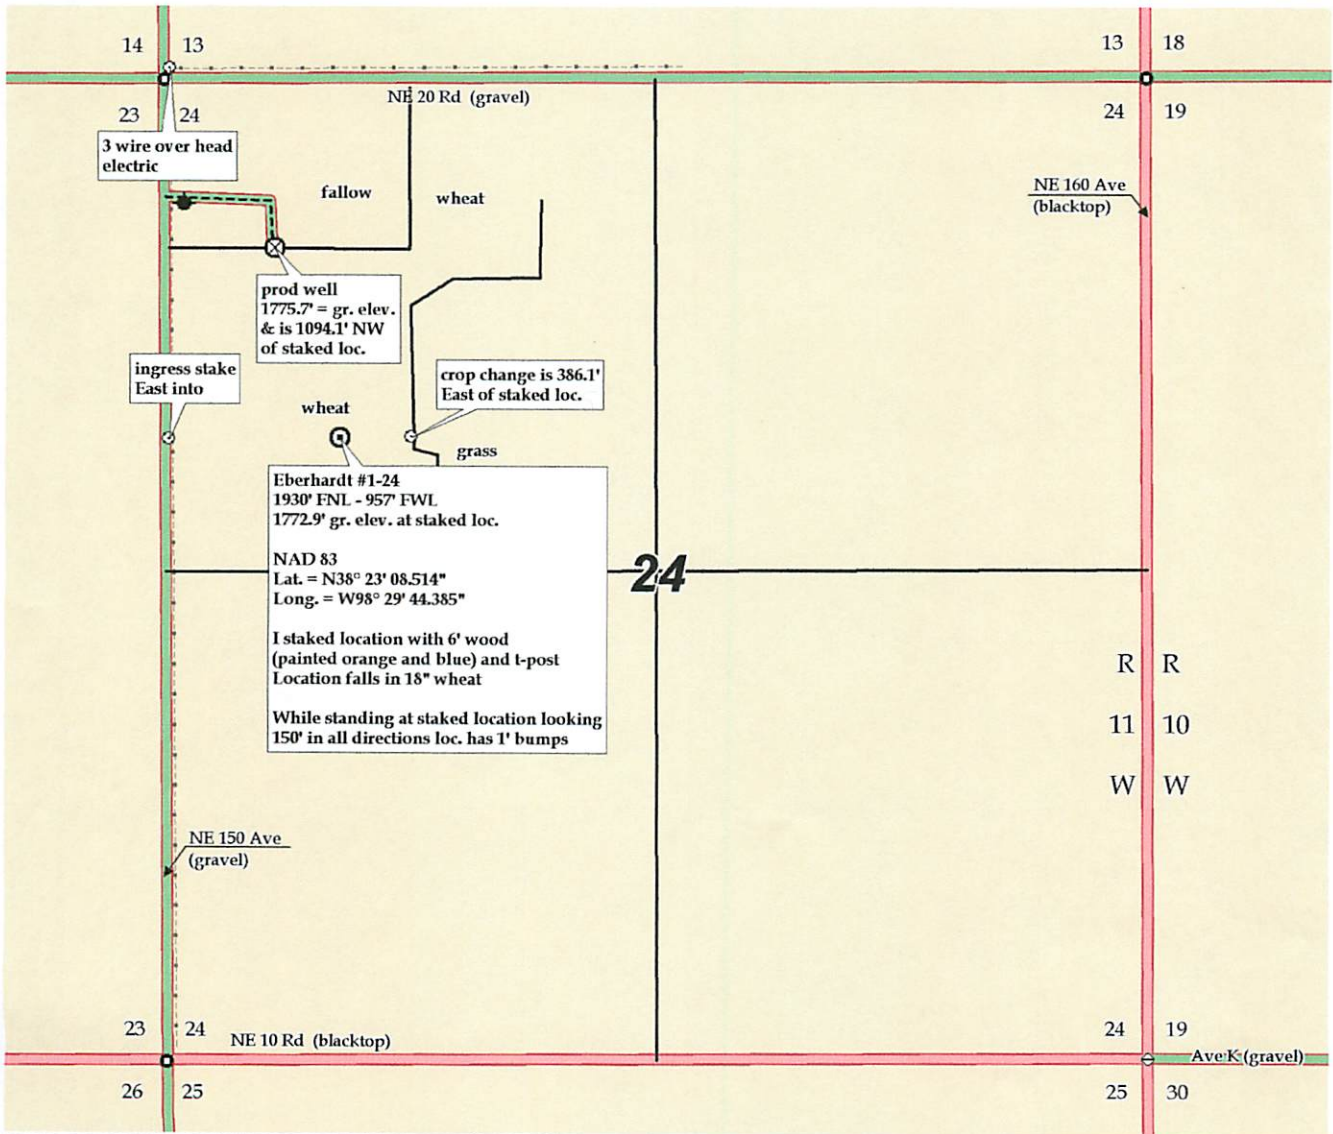 14 13
13 18
NE 20 Rd (gravel)
23 24
24 19
3 wire over head
electric
fallow
wheat
NE 160 Ave
(blacktop)
prod well
1775.7' = gr. elev.
& is 1094.1' NW
of staked loc.
ingress stake
East into
crop change is 386.1'
East of staked loc.
wheat
grass
Eberhardt #1-24
1930' FNL - 957' FWL
1772.9' gr. elev. at staked loc.
NAD 83
Lat. = N38° 23' 08.514"
Long. = W98° 29' 44.385"
I staked location with 6' wood
(painted orange and blue) and t-post
Location falls in 18" wheat
While standing at staked location looking
150' in all directions loc. has 1' bumps
24
R R
11 10
W W
NE 150 Ave
(gravel)
23 24
NE 10 Rd (blacktop)
24 19
Ave K (gravel)
26 25
25 30